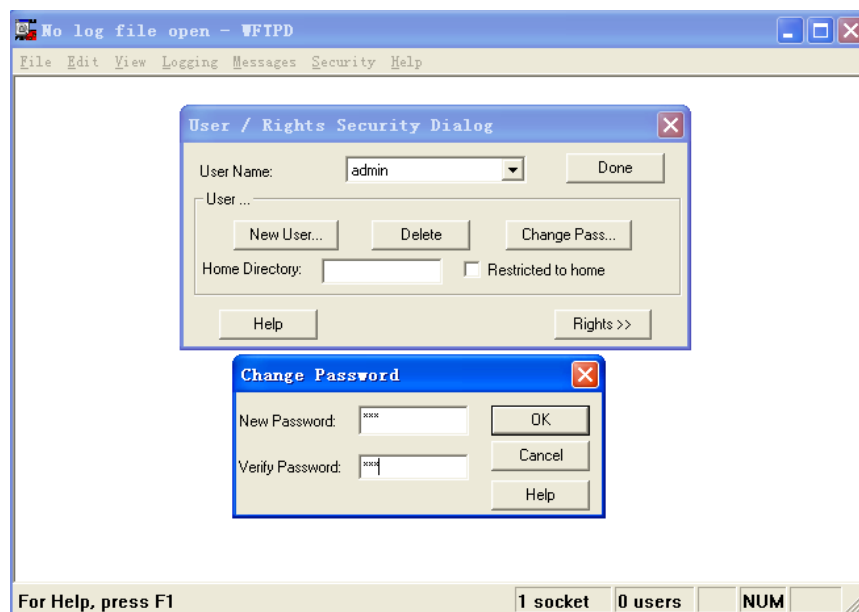 No log file open - WFTPD
File Edit View Logging Messages Security Help
User / Rights Security Dialog
User Name: admin Done
User ...
New User... Delete Change Pass...
Home Directory: Restricted to home
Help Rights >>
Change Password
New Password: *** OK
Cancel
Verify Password: ***
Help
For Help, press F1 1 socket 0 users NUM